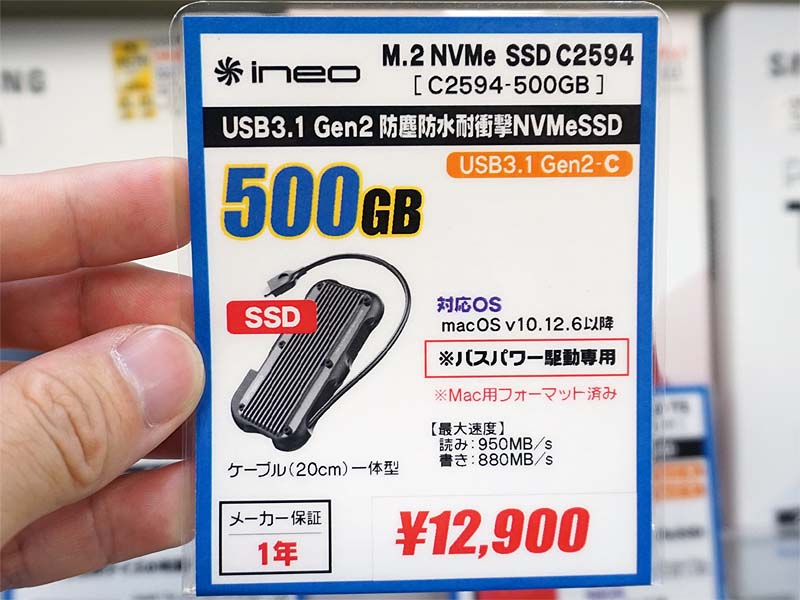 ineo
M.2 NVMe SSD C2594
[C2594-500GB]
USB3.1 Gen2 防塵防水耐衝撃NVMeSSD
USB3.1 Gen2-C
500GB
SSD
対応OS
macOS v10.12.6以降
※バスパワー駆動専用
※Mac用フォーマット済み
【最大速度】
読み:950MB/s
書き:880MB/s
ケーブル(20cm)一体型
メーカー保証
1年
¥12,900